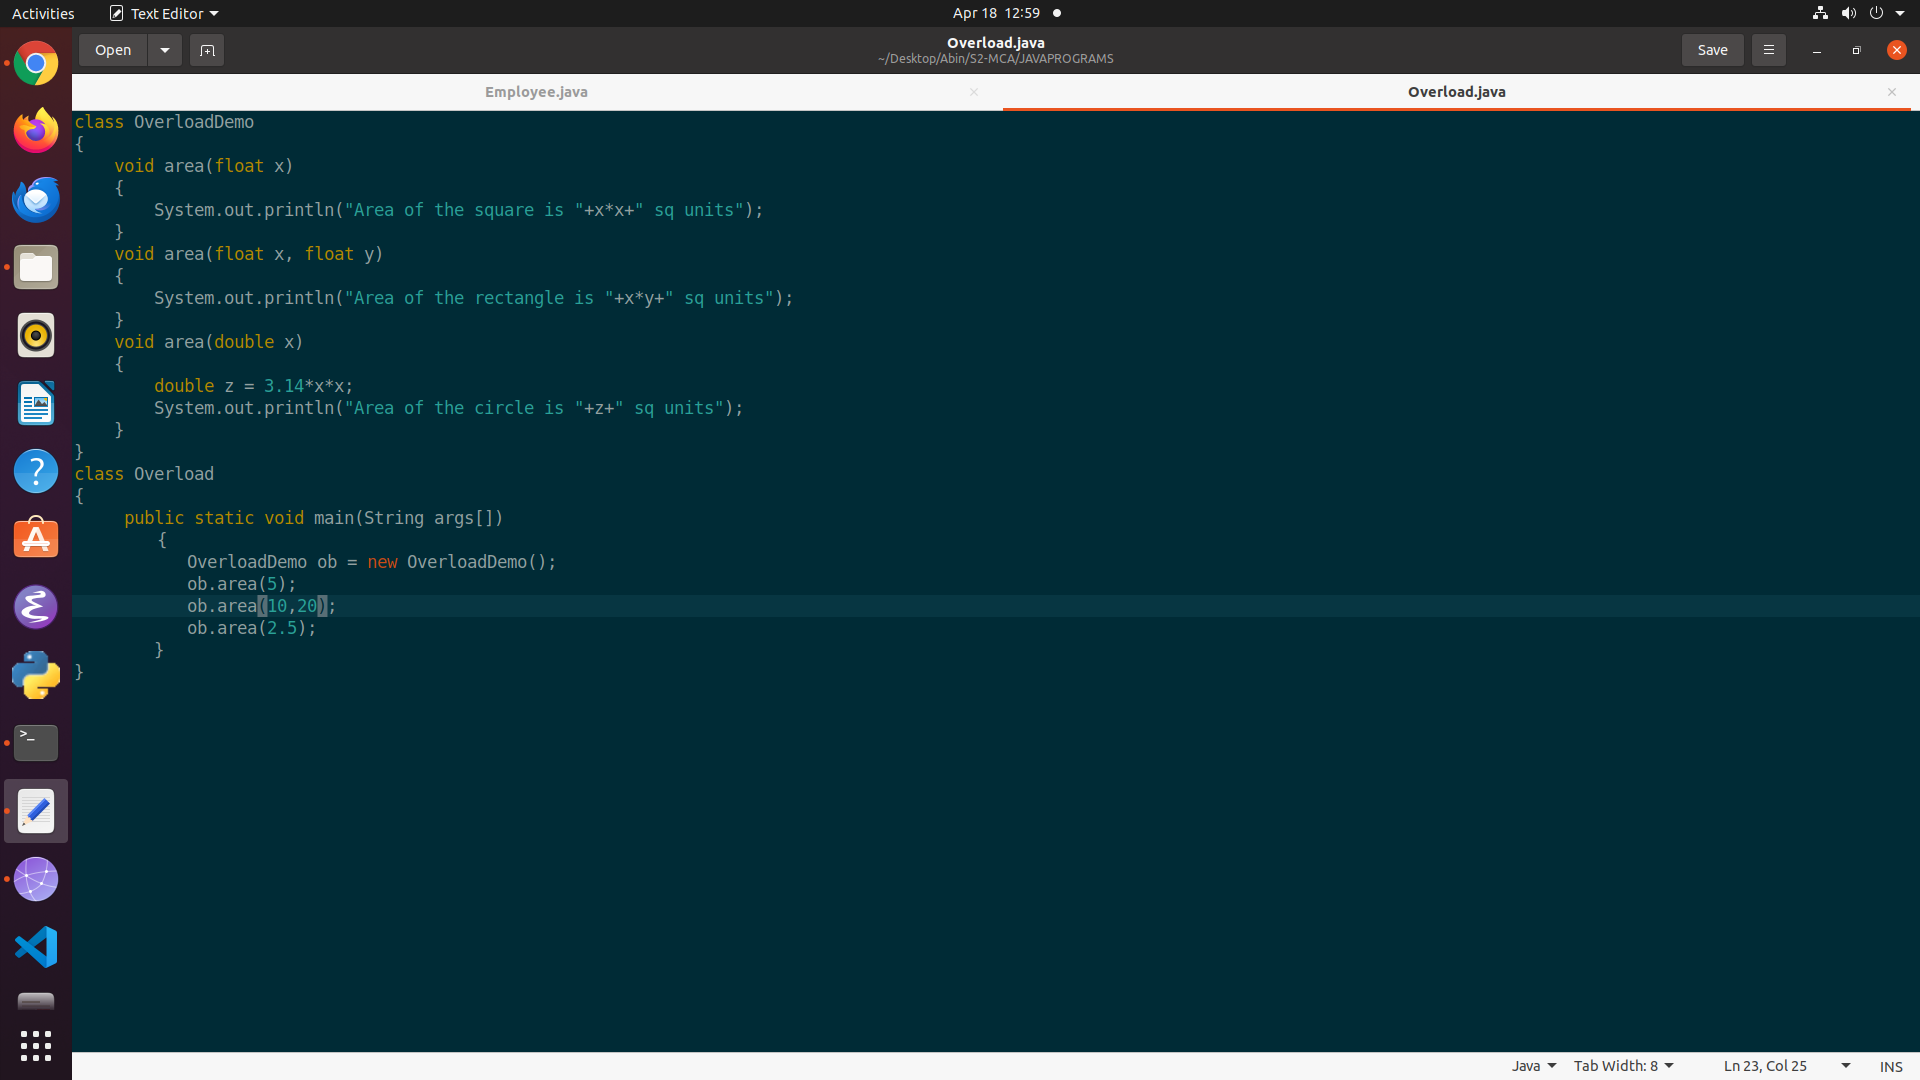 Activities Text Editor Apr 18 12:59
Open Overload.java Save
~/Desktop/Abin/S2-MCA/JAVAPROGRAMS
Employee.java Overload.java
class OverloadDemo
{
void area(float x)
{
System.out.println("Area of the square is "+x*x+" sq units");
}
void area(float x, float y)
{
System.out.println("Area of the rectangle is "+x*y+" sq units");
}
void area(double x)
{
double z = 3.14*x*x;
System.out.println("Area of the circle is "+z+" sq units");
}
}
class Overload
{
public static void main(String args[])
{
OverloadDemo ob = new OverloadDemo();
ob.area(5);
ob.area(10,20);
ob.area(2.5);
}
}
Java Tab Width: 8 Ln 23, Col 25 INS